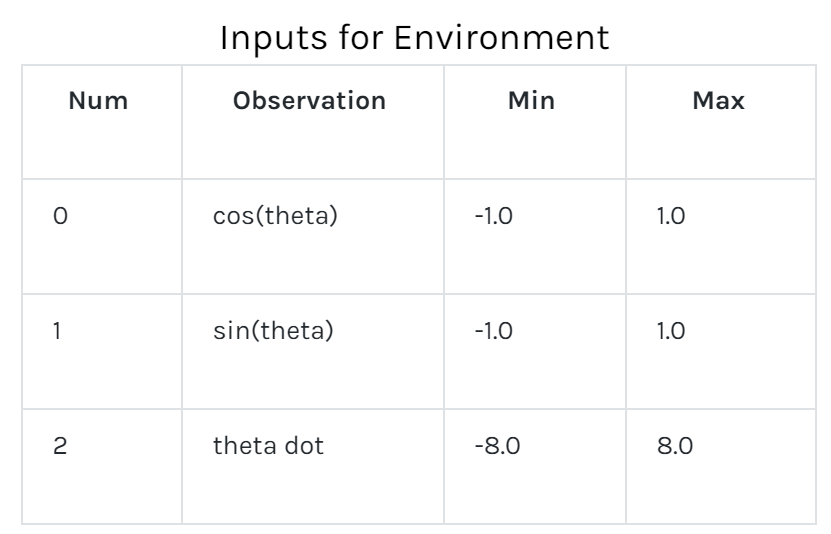 Inputs for Environment
Num Observation Min Max
0 cos(theta) -1.0 1.0
1 sin(theta) -1.0 1.0
2 theta dot -8.0 8.0